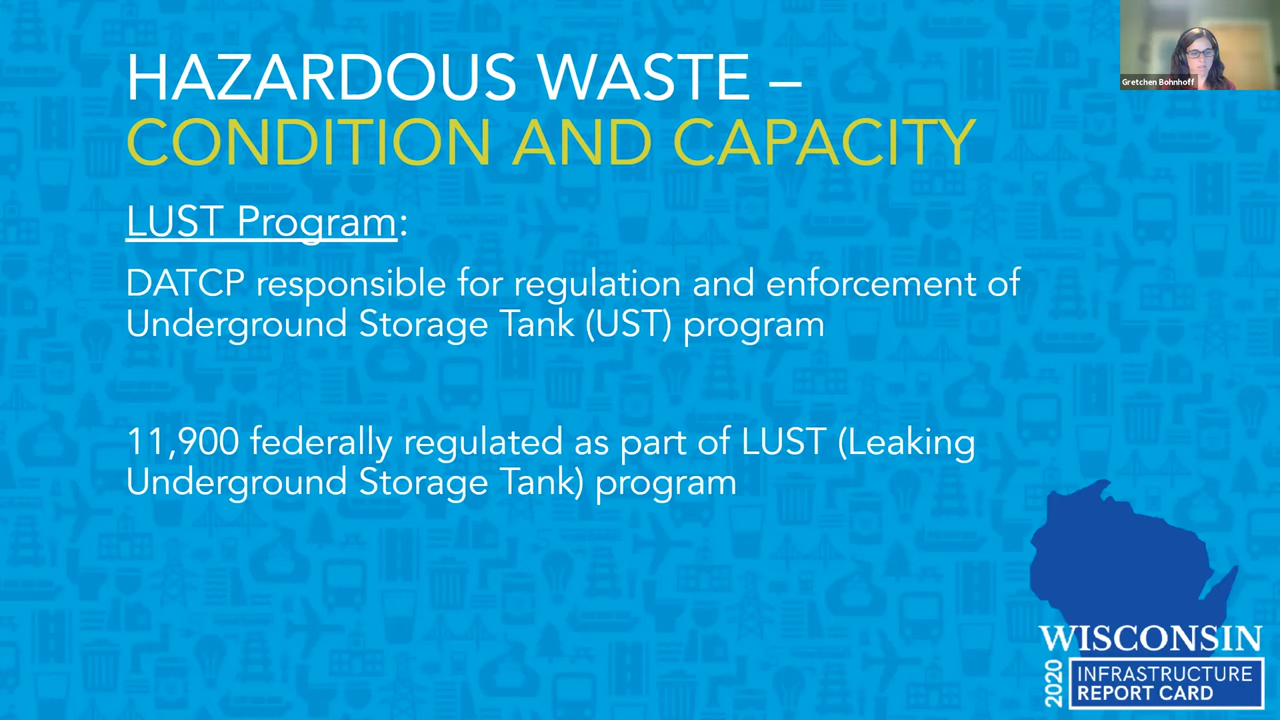 HAZARDOUS WASTE –
CONDITION AND CAPACITY
Gretchen Bohnhoff
LUST Program:
DATCP responsible for regulation and enforcement of
Underground Storage Tank (UST) program
11,900 federally regulated as part of LUST (Leaking
Underground Storage Tank) program
WISCONSIN
2020
INFRASTRUCTURE
REPORT CARD